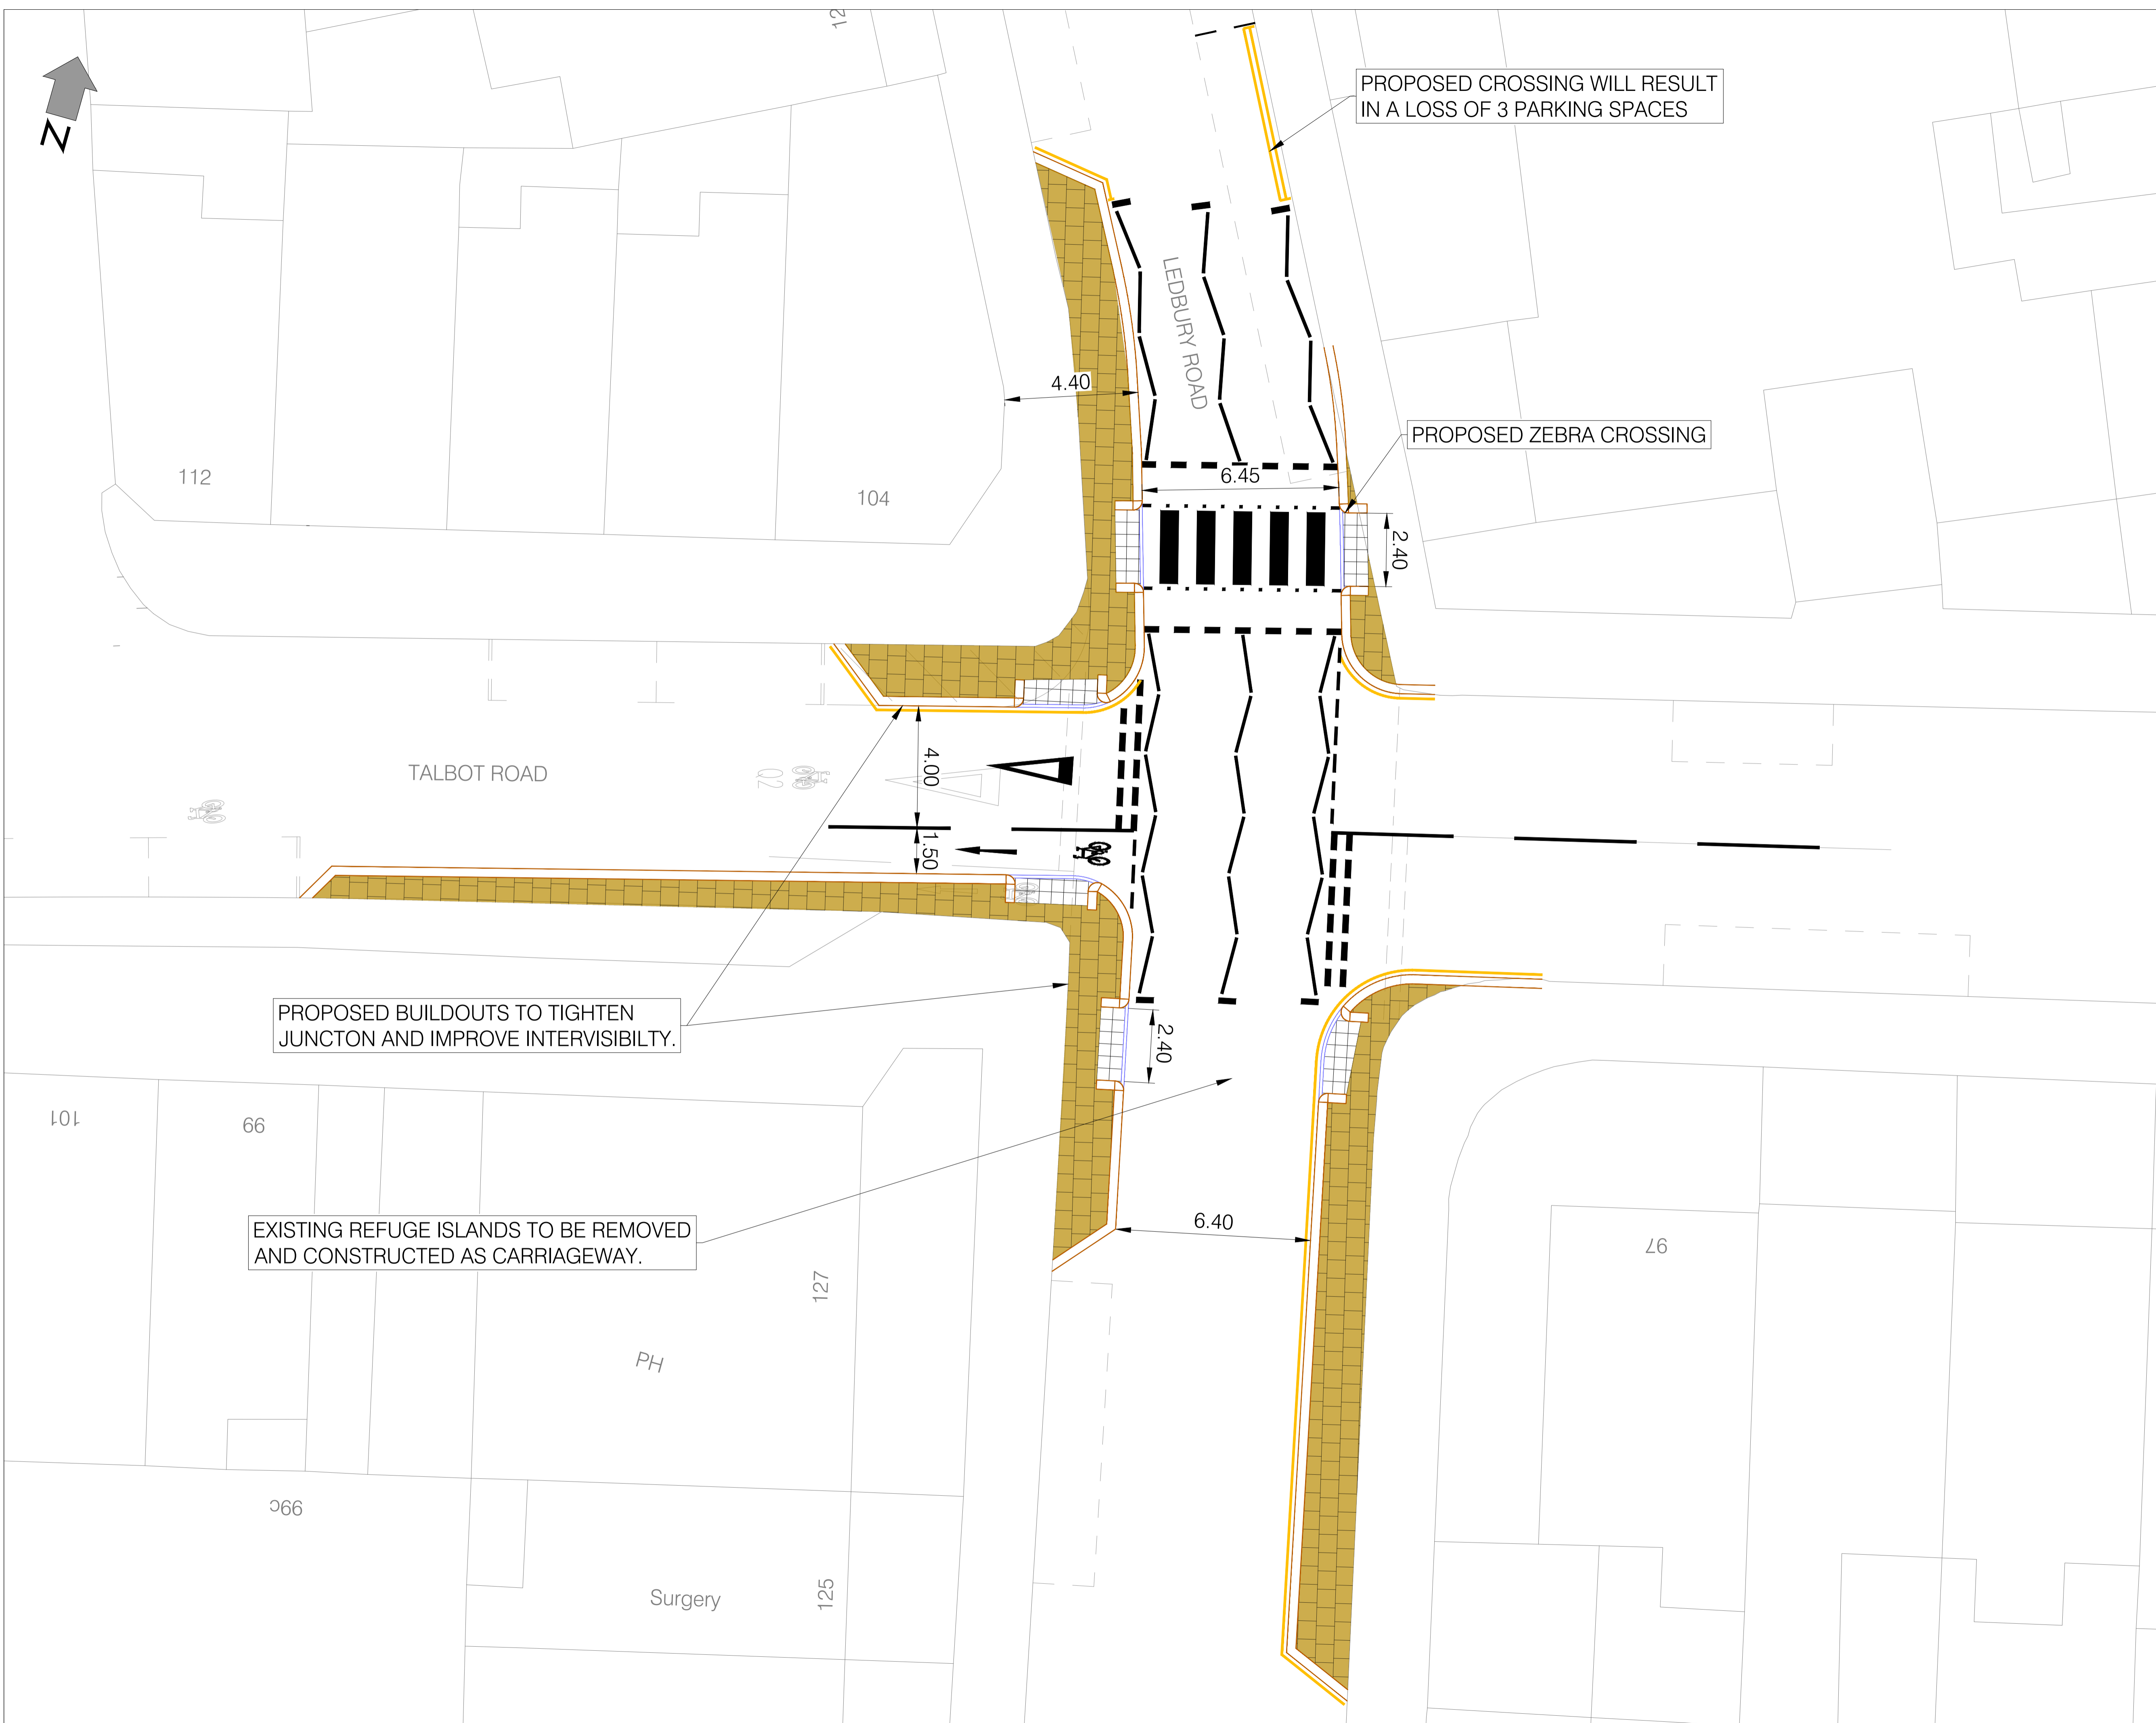 12
N
PROPOSED CROSSING WILL RESULT
IN A LOSS OF 3 PARKING SPACES
LEDBURY ROAD
4.40
PROPOSED ZEBRA CROSSING
6.45
112
104
2.40
TALBOT ROAD
20
4.00
1.50
PROPOSED BUILDOUTS TO TIGHTEN
JUNCTON AND IMPROVE INTERVISIBILTY.
2.40
101
99
EXISTING REFUGE ISLANDS TO BE REMOVED
AND CONSTRUCTED AS CARRIAGEWAY.
6.40
97
127
PH
99c
Surgery
125